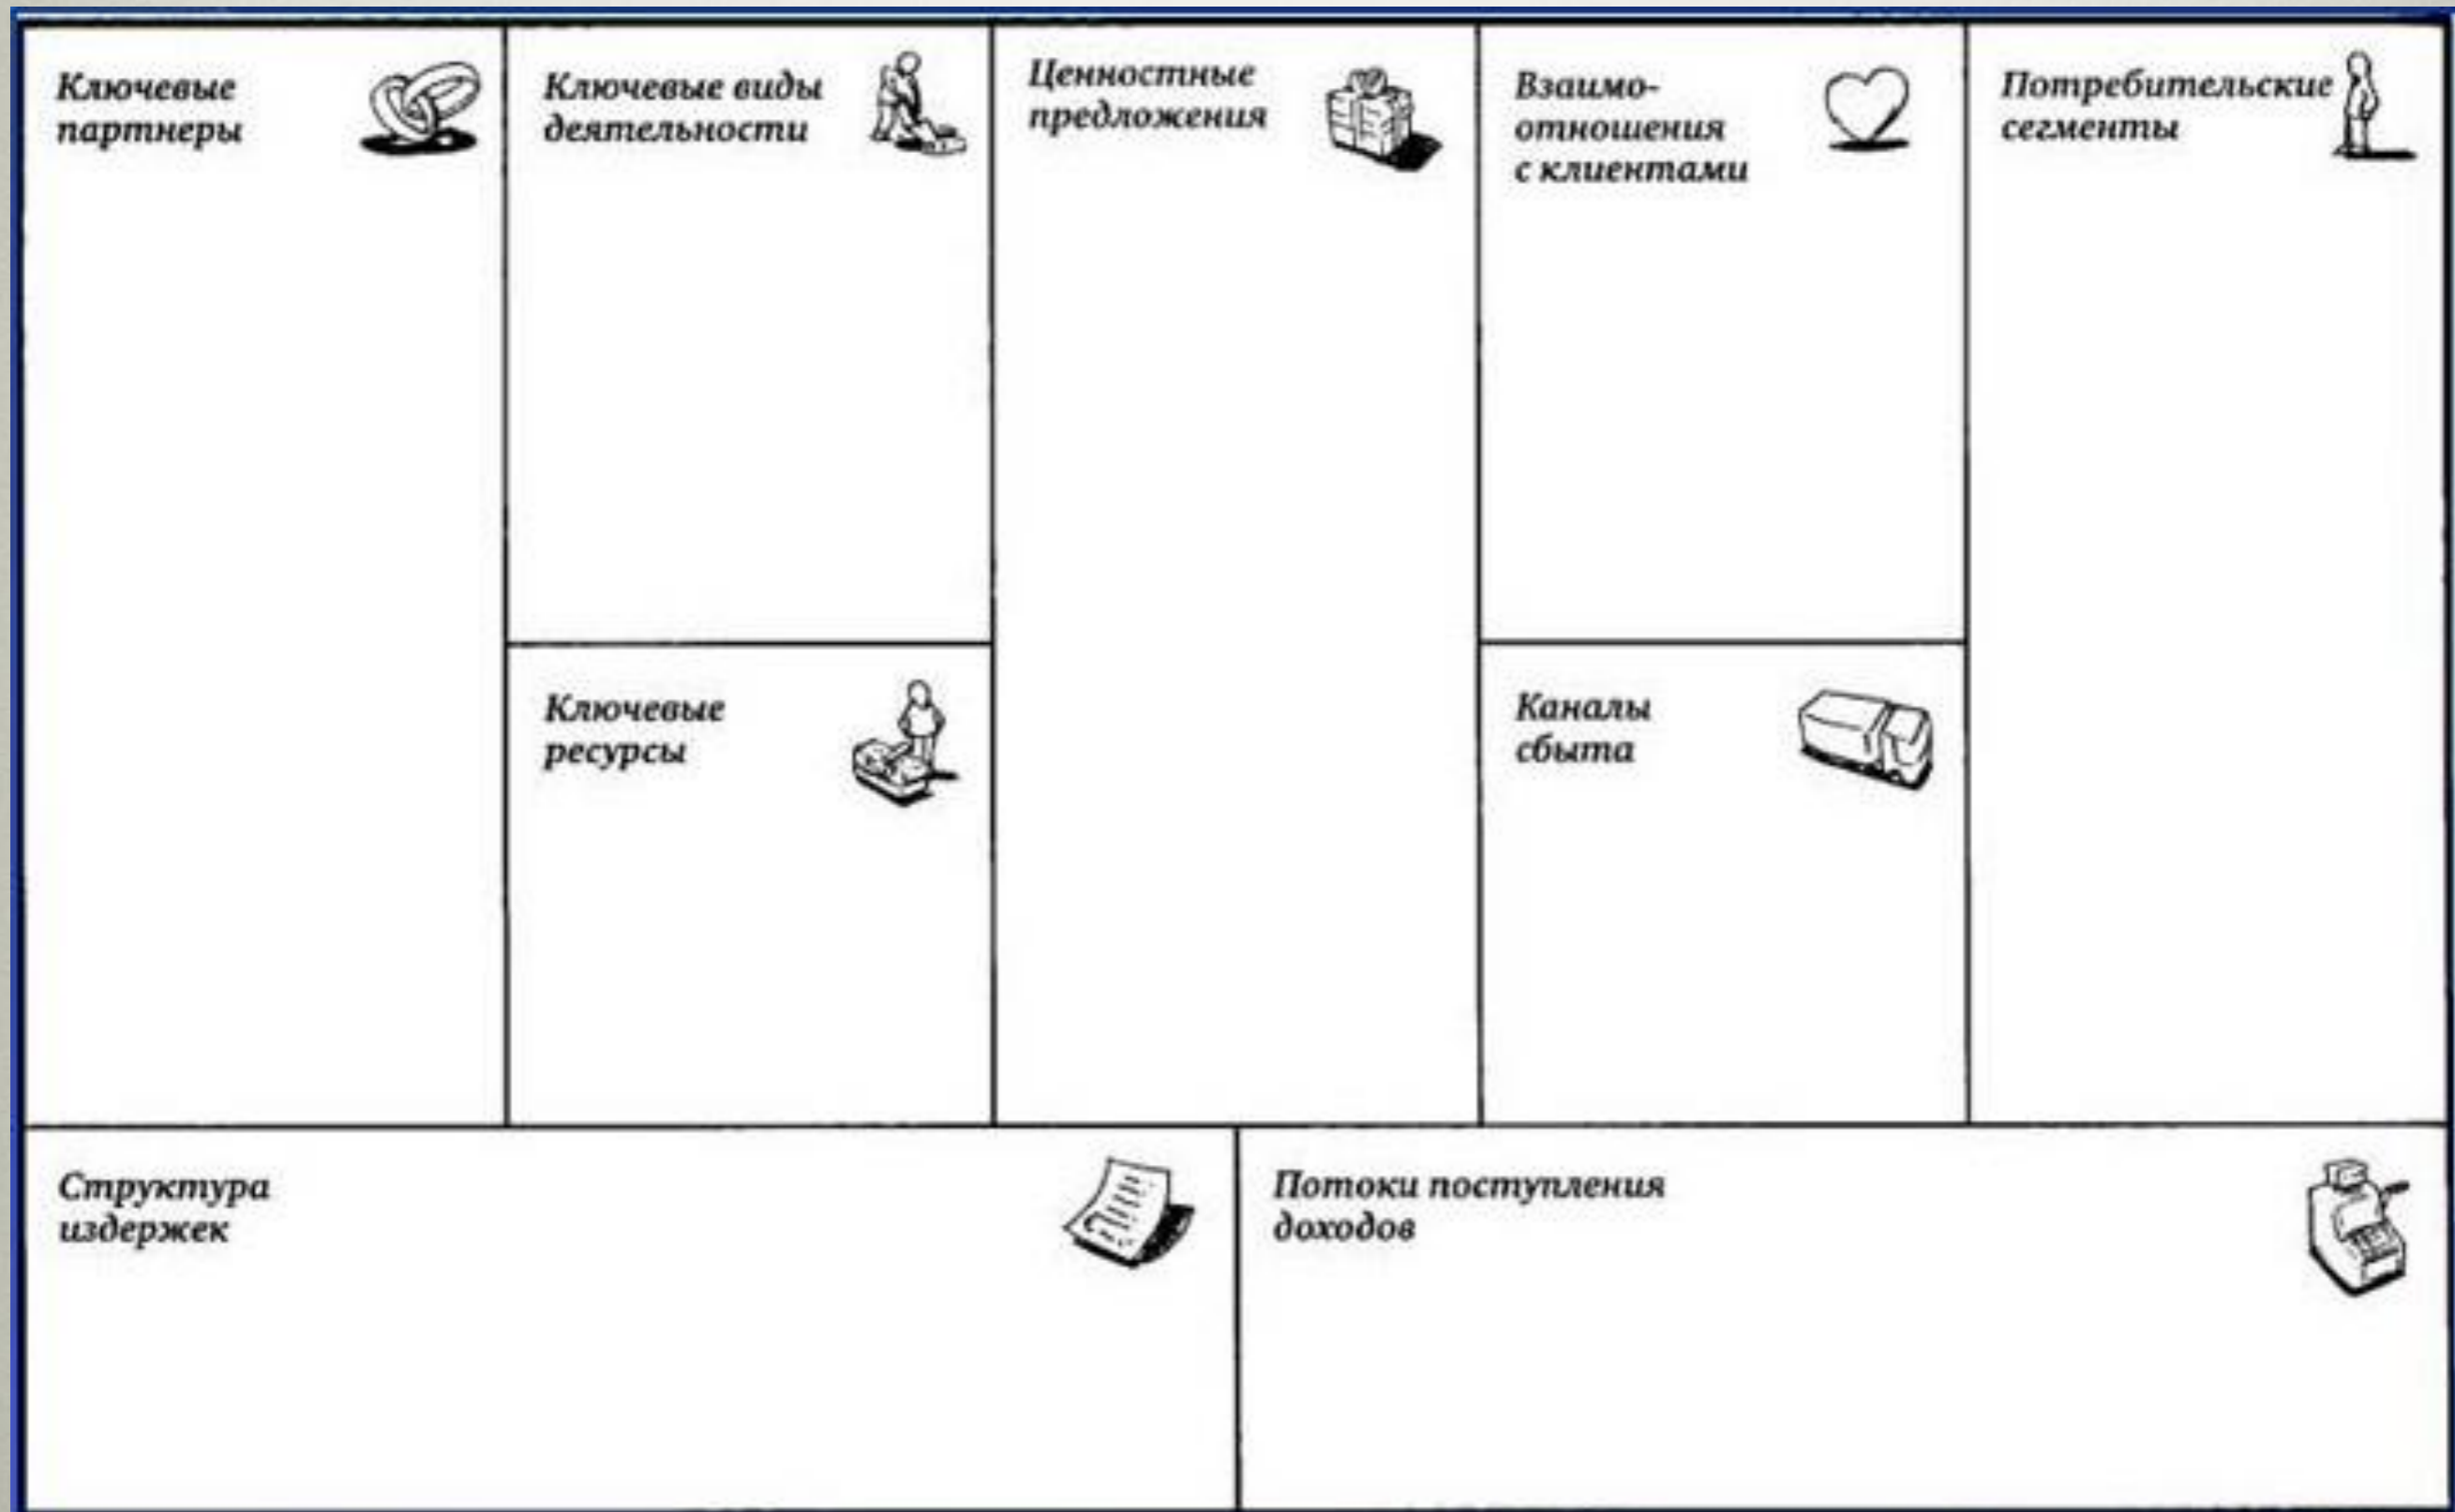 Ключевые
партнеры
Ключевые виды
деятельности
Ценностные
предложения
Взаимо-
отношения
с клиентами
Потребительские
сегменты
Ключевые
ресурсы
Каналы
сбыта
Структура
издержек
Потоки поступления
доходов